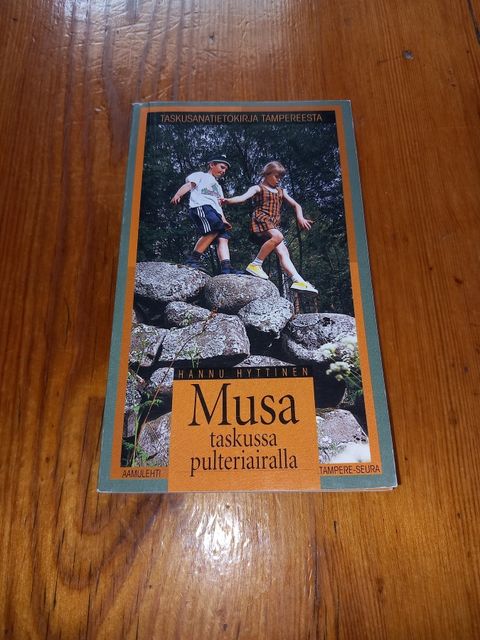 TASKUSANATIETOKIRJA TAMPEREESTA
HANNU HYTTINEN
Musa
taskussa
pulteriairalla
AAMULEHTI
TAMPERE-SEURA